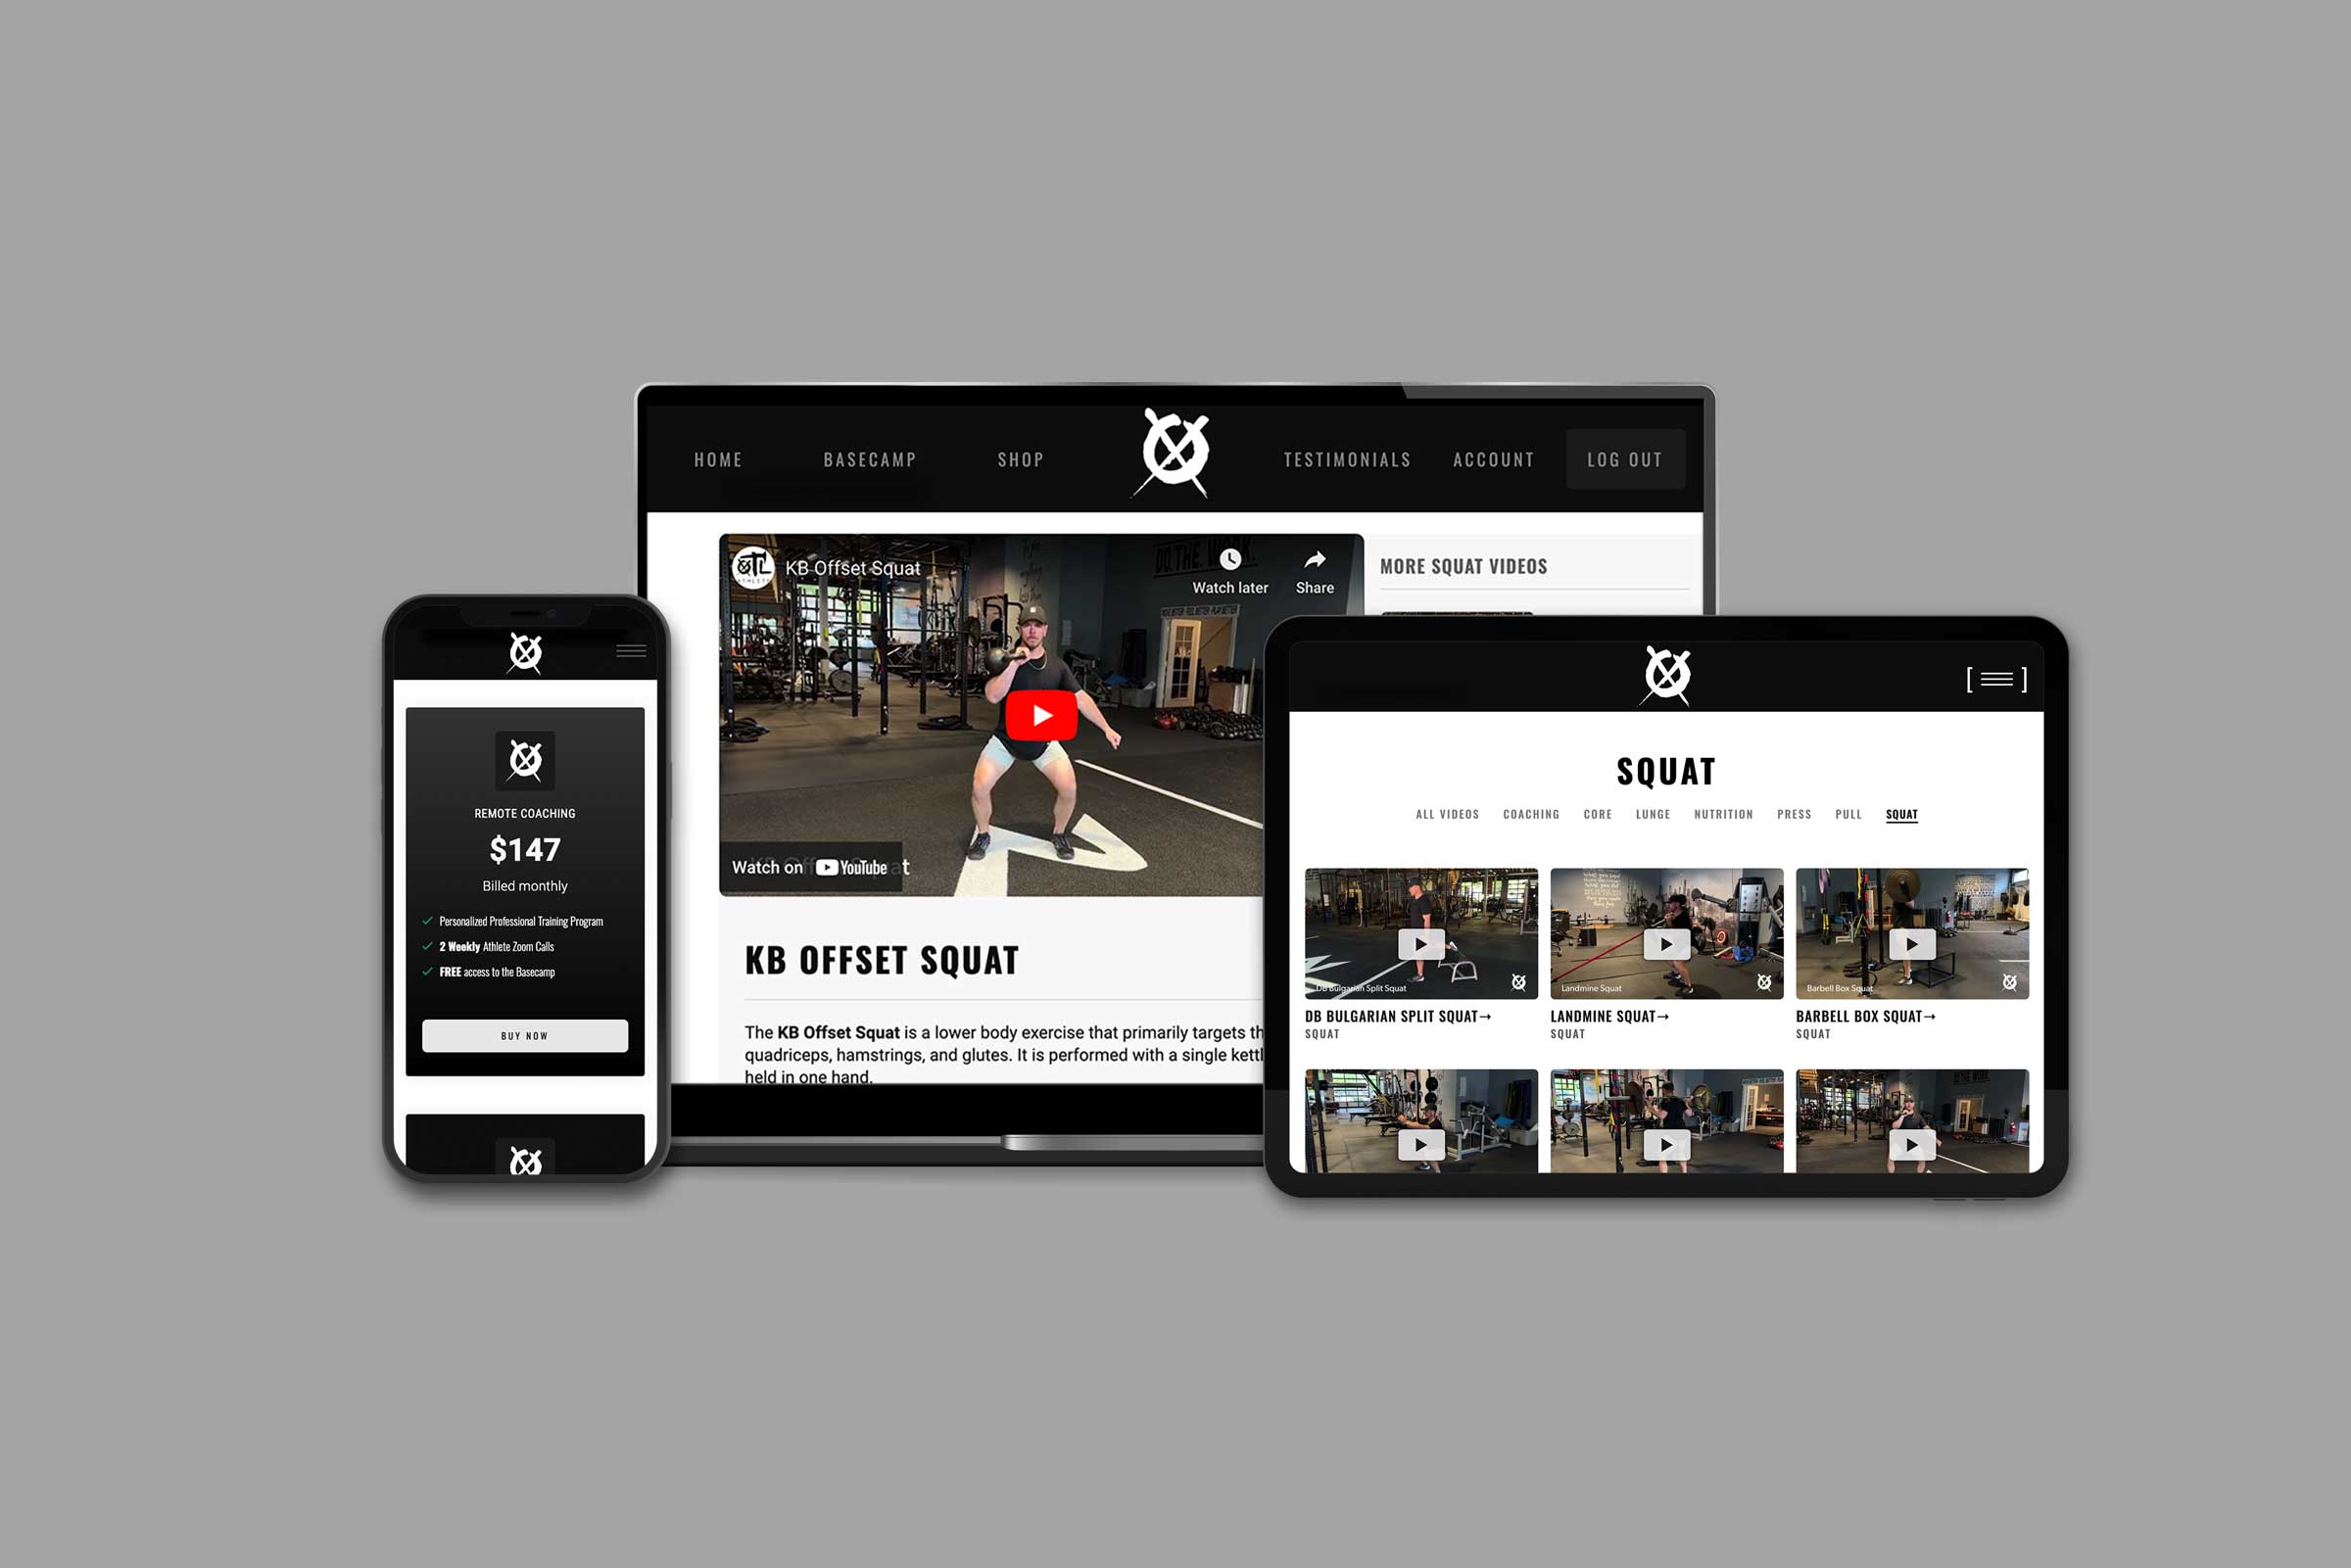 HOME BASECAMP SHOP TESTIMONIALS ACCOUNT LOG OUT
KB Offset Squat
Watch later
Share
DO.THE.WORK.
Watch on YouTube
MORE SQUAT VIDEOS
KB OFFSET SQUAT
The KB Offset Squat is a lower body exercise that primarily targets th
quadriceps, hamstrings, and glutes. It is performed with a single kettl
held in one hand.
REMOTE COACHING
$147
Billed monthly
Personalized Professional Training Program
2 Weekly Athlete Zoom Calls
FREE access to the Basecamp
BUY NOW
SQUAT
ALL VIDEOS COACHING CORE LUNGE NUTRITION PRESS PULL SQUAT
DB Bulgarian Split Squat
Landmine Squat
Barbell Box Squat
DB BULGARIAN SPLIT SQUAT→
SQUAT
LANDMINE SQUAT→
SQUAT
BARBELL BOX SQUAT→
SQUAT